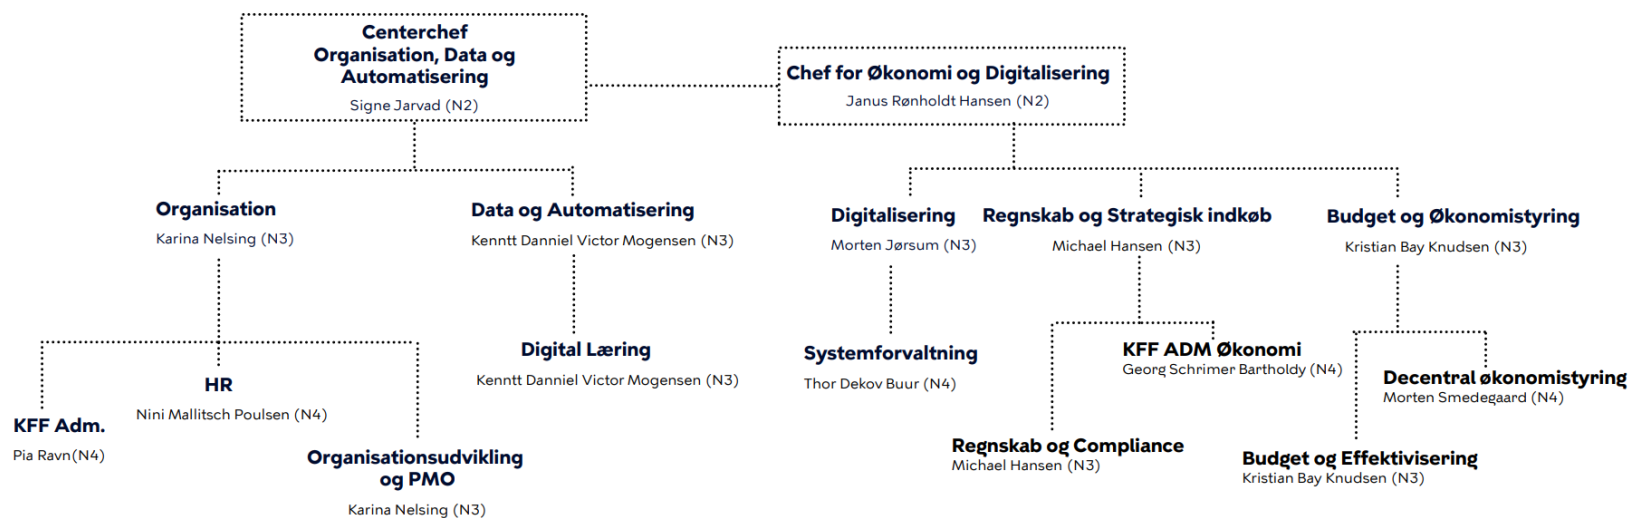 Centerchef
Organisation, Data og
Automatisering
Signe Jarvad (N2)
Chef for Økonomi og Digitalisering
Janus Rønholdt Hansen (N2)
Organisation
Karina Nelsing (N3)
Data og Automatisering
Kenntt Danniel Victor Mogensen (N3)
Digitalisering
Morten Jørsum (N3)
Regnskab og Strategisk indkøb
Michael Hansen (N3)
Budget og Økonomistyring
Kristian Bay Knudsen (N3)
KFF Adm.
Pia Ravn(N4)
HR
Nini Mallitsch Poulsen (N4)
Organisationsudvikling
og PMO
Karina Nelsing (N3)
Digital Læring
Kenntt Danniel Victor Mogensen (N3)
Systemforvaltning
Thor Dekov Buur (N4)
Regnskab og Compliance
Michael Hansen (N3)
KFF ADM Økonomi
Georg Schrimer Bartholdy (N4)
Budget og Effektivisering
Kristian Bay Knudsen (N3)
Decentral økonomistyring
Morten Smedegaard (N4)